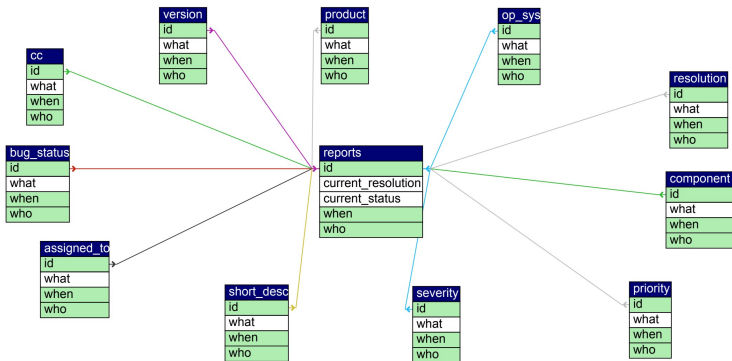 version
id
what
when
who
product
id
what
when
who
op_sys
id
what
when
who
cc
id
what
when
who
resolution
id
what
when
who
bug_status
id
what
when
who
reports
id
current_resolution
current_status
when
who
component
id
what
when
who
assigned_to
id
what
when
who
short_desc
id
what
when
who
severity
id
what
when
who
priority
id
what
when
who